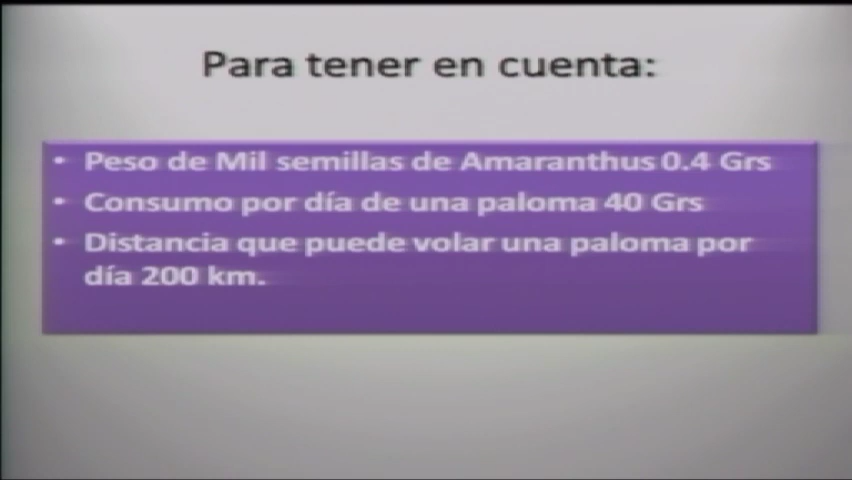 Para tener en cuenta:
• Peso de Mil semillas de Amaranthus 0.4 Grs
• Consumo por día de una paloma 40 Grs
• Distancia que puede volar una paloma por
día 200 km.